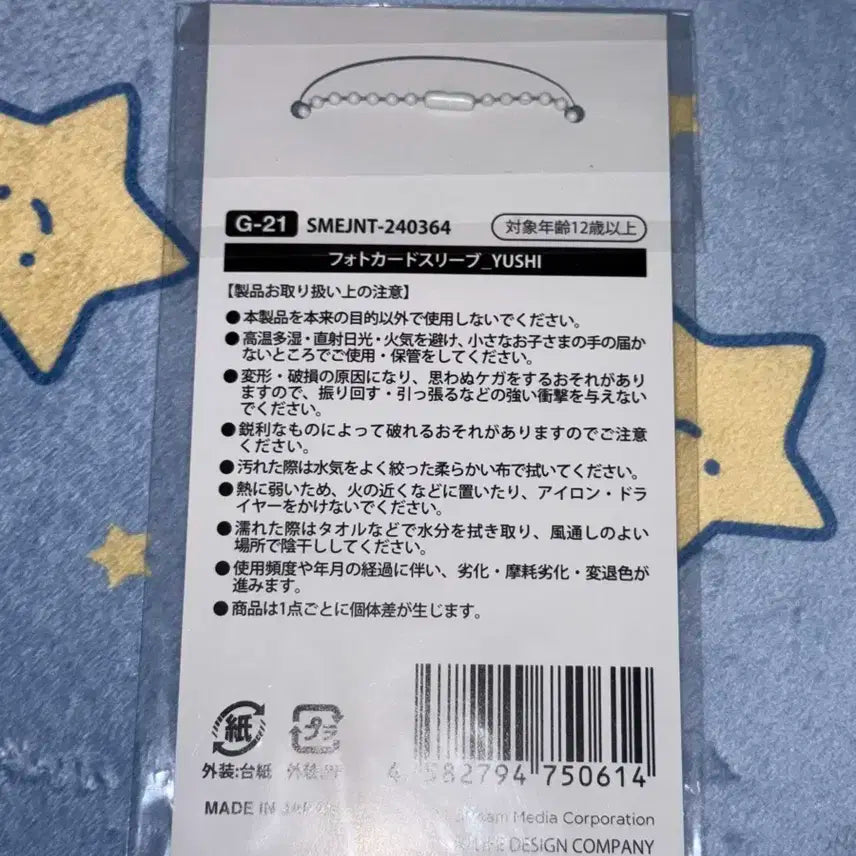 G-21 SMEJNT-240364 対象年齢12歳以上
フォトカードスリーブ_YUSHI
【製品お取り扱い上の注意】
●本製品を本来の目的以外で使用しないでください。
●高温多湿・直射日光・火気を避け、小さなお子さまの手の届か
ないところでご使用・保管をしてください。
●変形・破損の原因になり、思わぬケガをするおそれがあり
ますので、振り回す・引っ張るなどの強い衝撃を与えない
でください。
●鋭利なものによって破れるおそれがありますのでご注意
ください。
●汚れた際は水気をよく絞った柔らかい布で拭いてください。
●熱に弱いため、火の近くなどに置いたり、アイロン・ドラ
イヤーをかけないでください。
●濡れた際はタオルなどで水分を拭き取り、風通しのよい
場所で陰干ししてください。
●使用頻度や年月の経過に伴い、劣化・摩耗劣化・変退色が
進みます。
●商品は1点ごとに個体差が生じます。
紙 プラ
外装:台紙 外装:
4 582794 750614
MADE IN
Media Corporation
LIFE DESIGN COMPANY